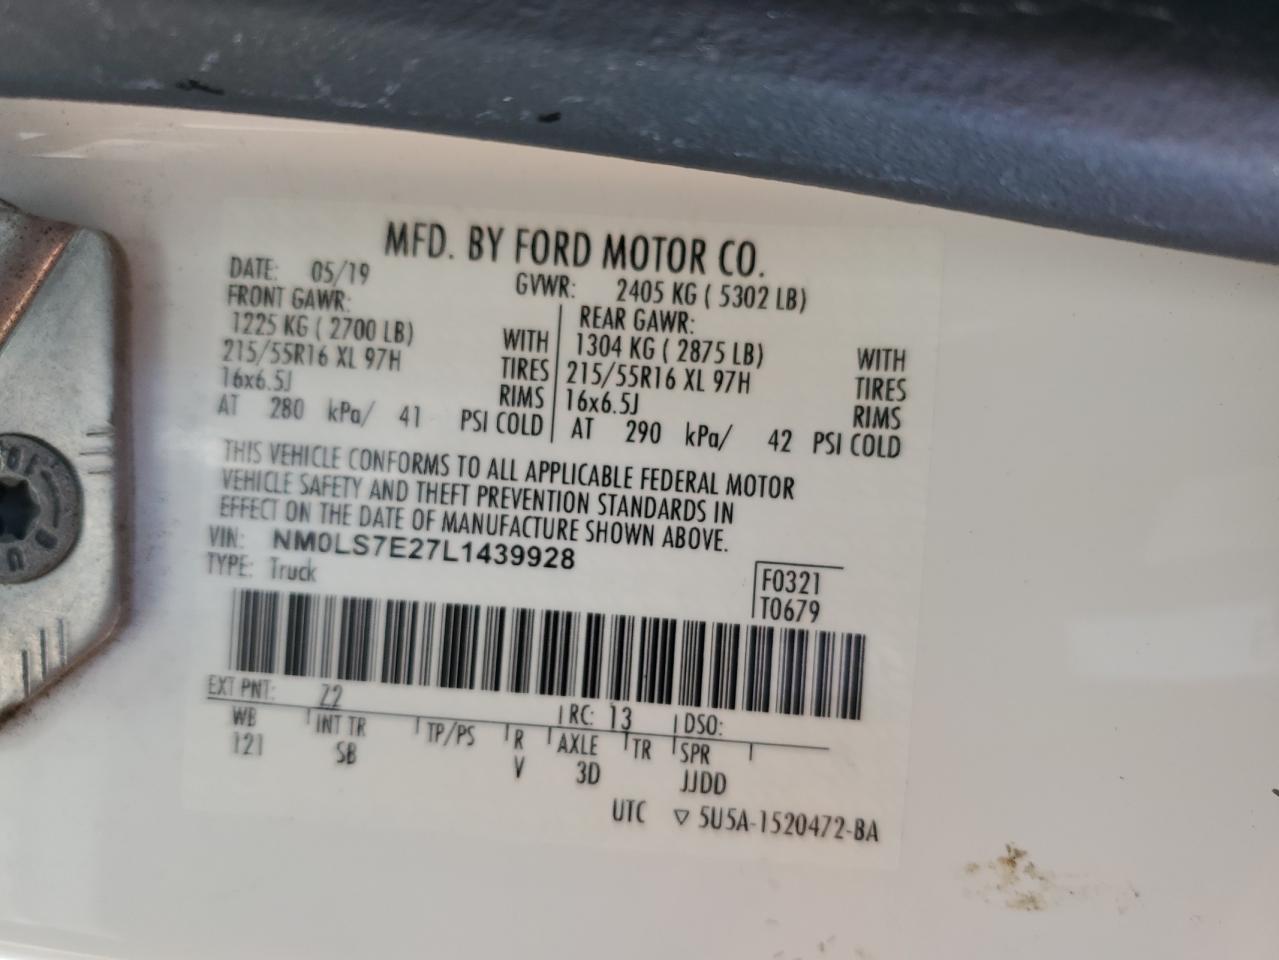 MFD. BY FORD MOTOR CO.
DATE: 05/19 GVWR: 2405 KG ( 5302 LB)
FRONT GAWR: REAR GAWR:
1225 KG ( 2700 LB) WITH 1304 KG ( 2875 LB) WITH
215/55R16 XL 97H TIRES 215/55R16 XL 97H TIRES
16x6.5J RIMS 16x6.5J RIMS
AT 280 kPa/ 41 PSI COLD AT 290 kPa/ 42 PSI COLD
THIS VEHICLE CONFORMS TO ALL APPLICABLE FEDERAL MOTOR
VEHICLE SAFETY AND THEFT PREVENTION STANDARDS IN
EFFECT ON THE DATE OF MANUFACTURE SHOWN ABOVE.
VIN: NM0LS7E27L1439928
TYPE: Truck
F0321
T0679
EXT PNT: Z2 RC: 13 DSO:
WB INT TR TP/PS R AXLE TR SPR
121 SB V 3D JJDD
UTC ▽ 5U5A-1520472-BA